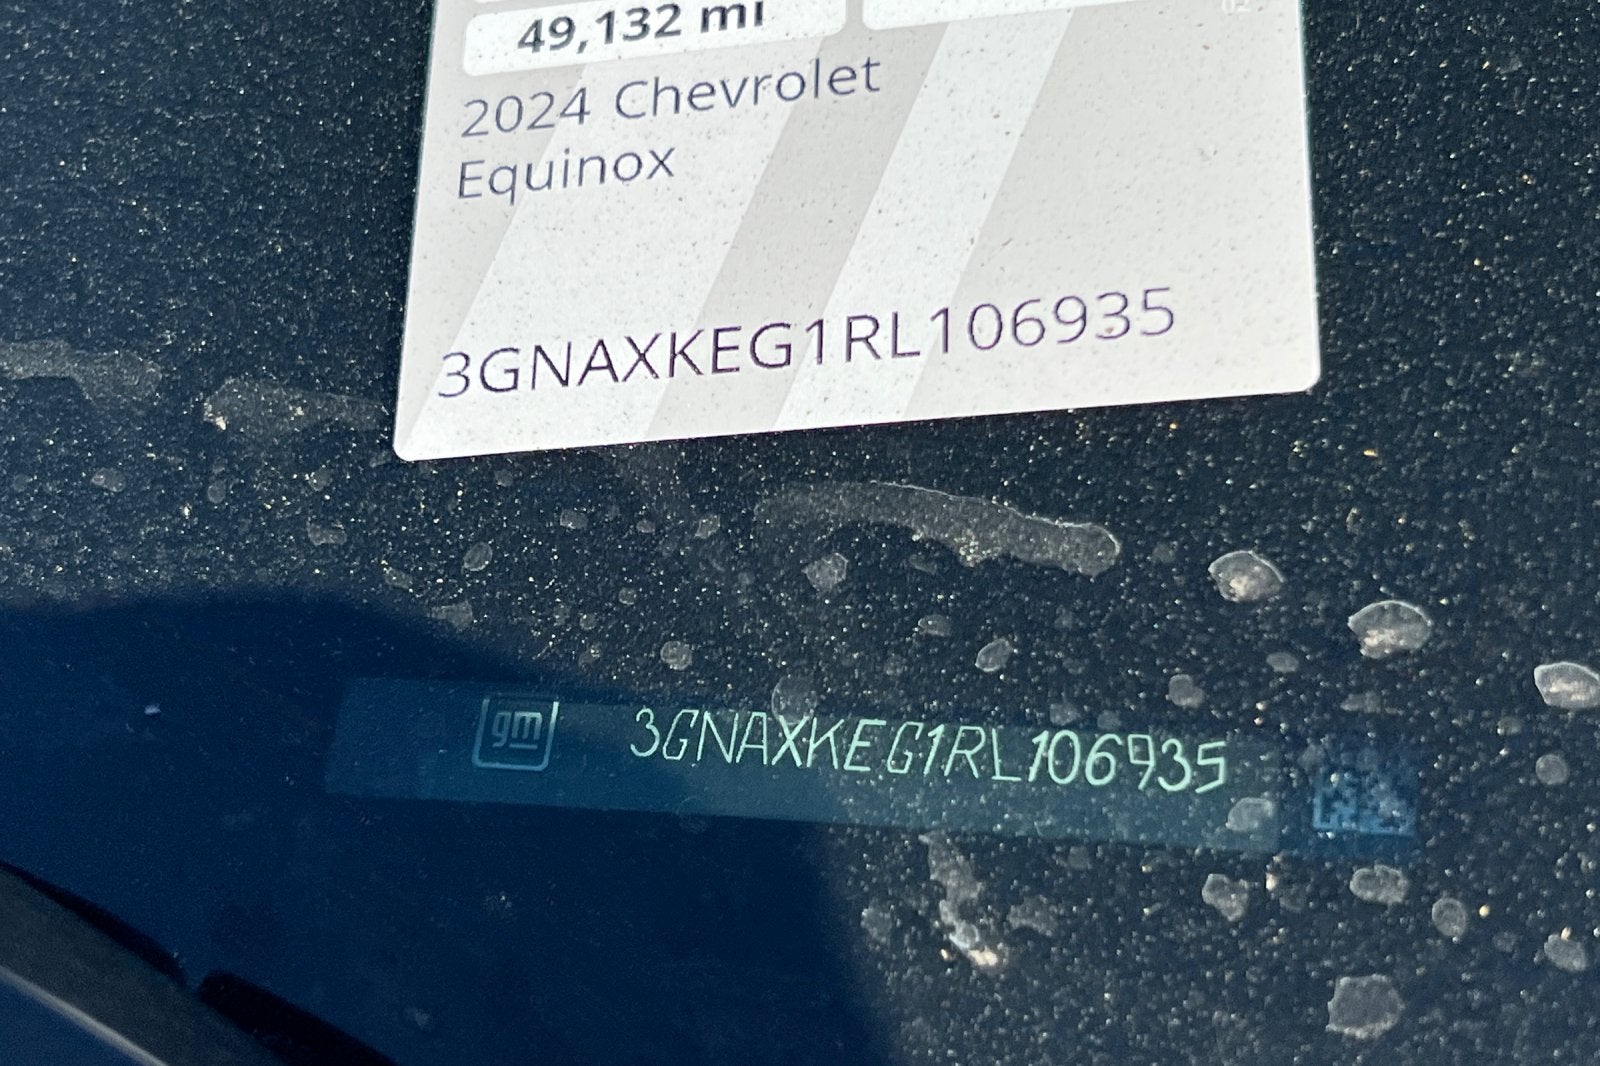 49,132 mi
2024 Chevrolet
Equinox
3GNAXKEG1RL106935
gm 3GNAXKEG1RL106935